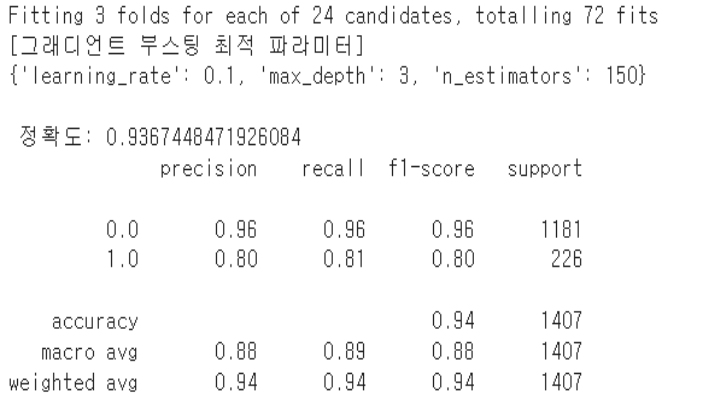 Fitting 3 folds for each of 24 candidates, totalling 72 fits
[그래디언트 부스팅 최적 파라미터]
{'learning_rate': 0.1, 'max_depth': 3, 'n_estimators': 150}
정확도: 0.9367448471926084
precision recall f1-score support
0.0 0.96 0.96 0.96 1181
1.0 0.80 0.81 0.80 226
accuracy 0.94 1407
macro avg 0.88 0.89 0.88 1407
weighted avg 0.94 0.94 0.94 1407